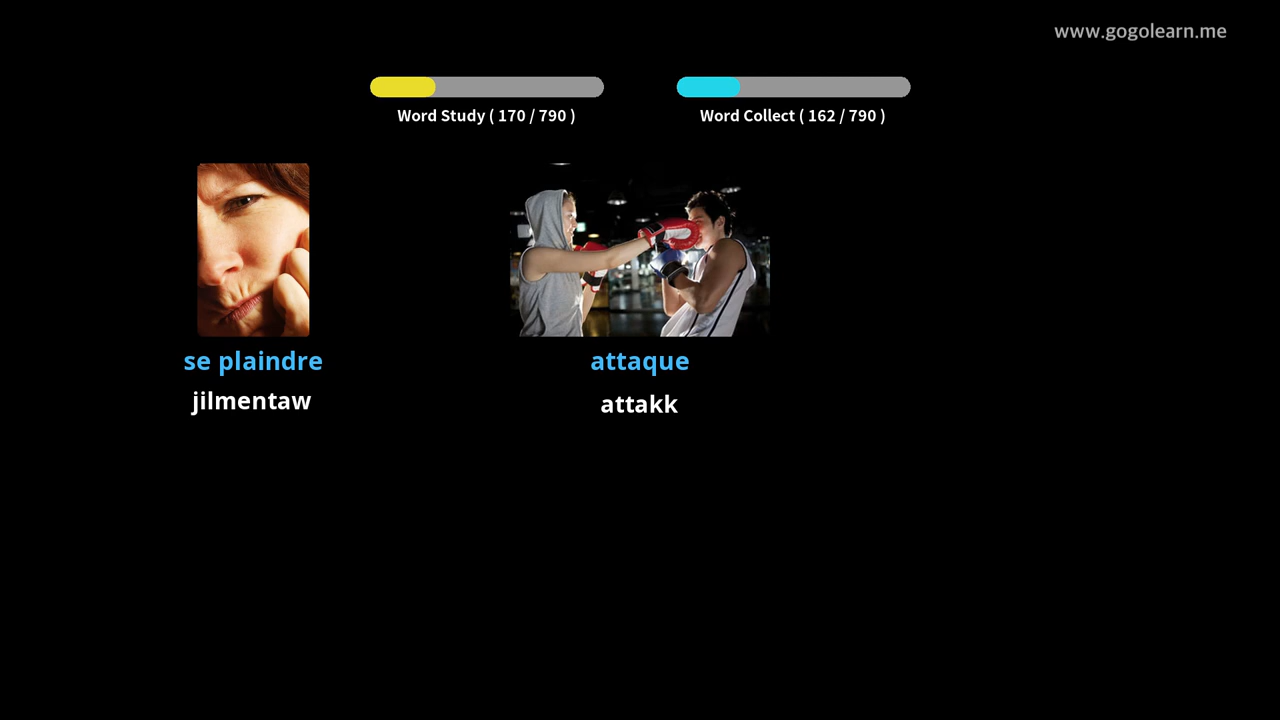 www.gogolearn.me
Word Study ( 170 / 790 )
Word Collect ( 162 / 790 )
se plaindre
jilmentaw
attaque
attakk